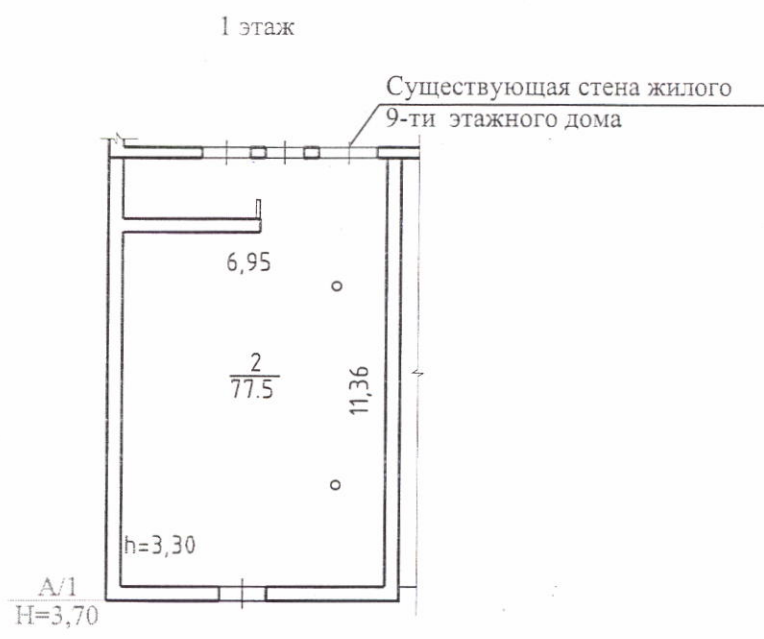 1 этаж
Существующая стена жилого
9-ти этажного дома
6,95
2
77.5
11,36
h=3,30
А/1
Н=3,70